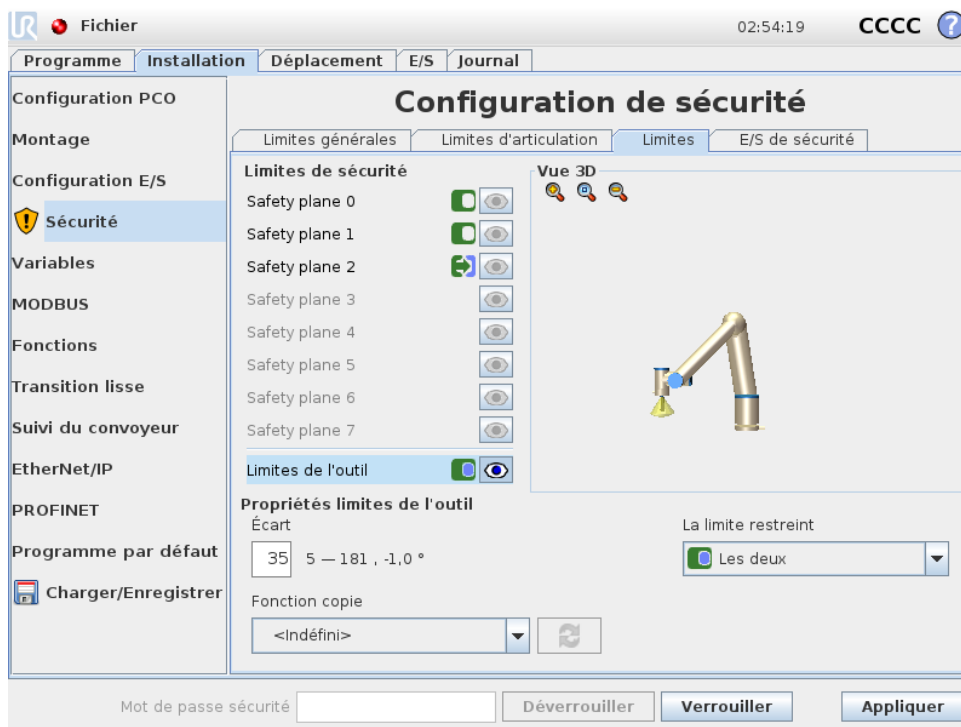 UR Fichier 02:54:19 CCCC ?
Programme Installation Déplacement E/S Journal
Configuration PCO
Montage
Configuration E/S
Sécurité
Variables
MODBUS
Fonctions
Transition lisse
Suivi du convoyeur
EtherNet/IP
PROFINET
Programme par défaut
Charger/Enregistrer
Configuration de sécurité
Limites générales Limites d'articulation Limites E/S de sécurité
Limites de sécurité
Safety plane 0
Safety plane 1
Safety plane 2
Safety plane 3
Safety plane 4
Safety plane 5
Safety plane 6
Safety plane 7
Limites de l'outil
Vue 3D
Propriétés limites de l'outil
Écart
35 5 — 181 , -1,0 °
La limite restreint
Les deux
Fonction copie
<Indéfini>
Mot de passe sécurité Déverrouiller Verrouiller Appliquer